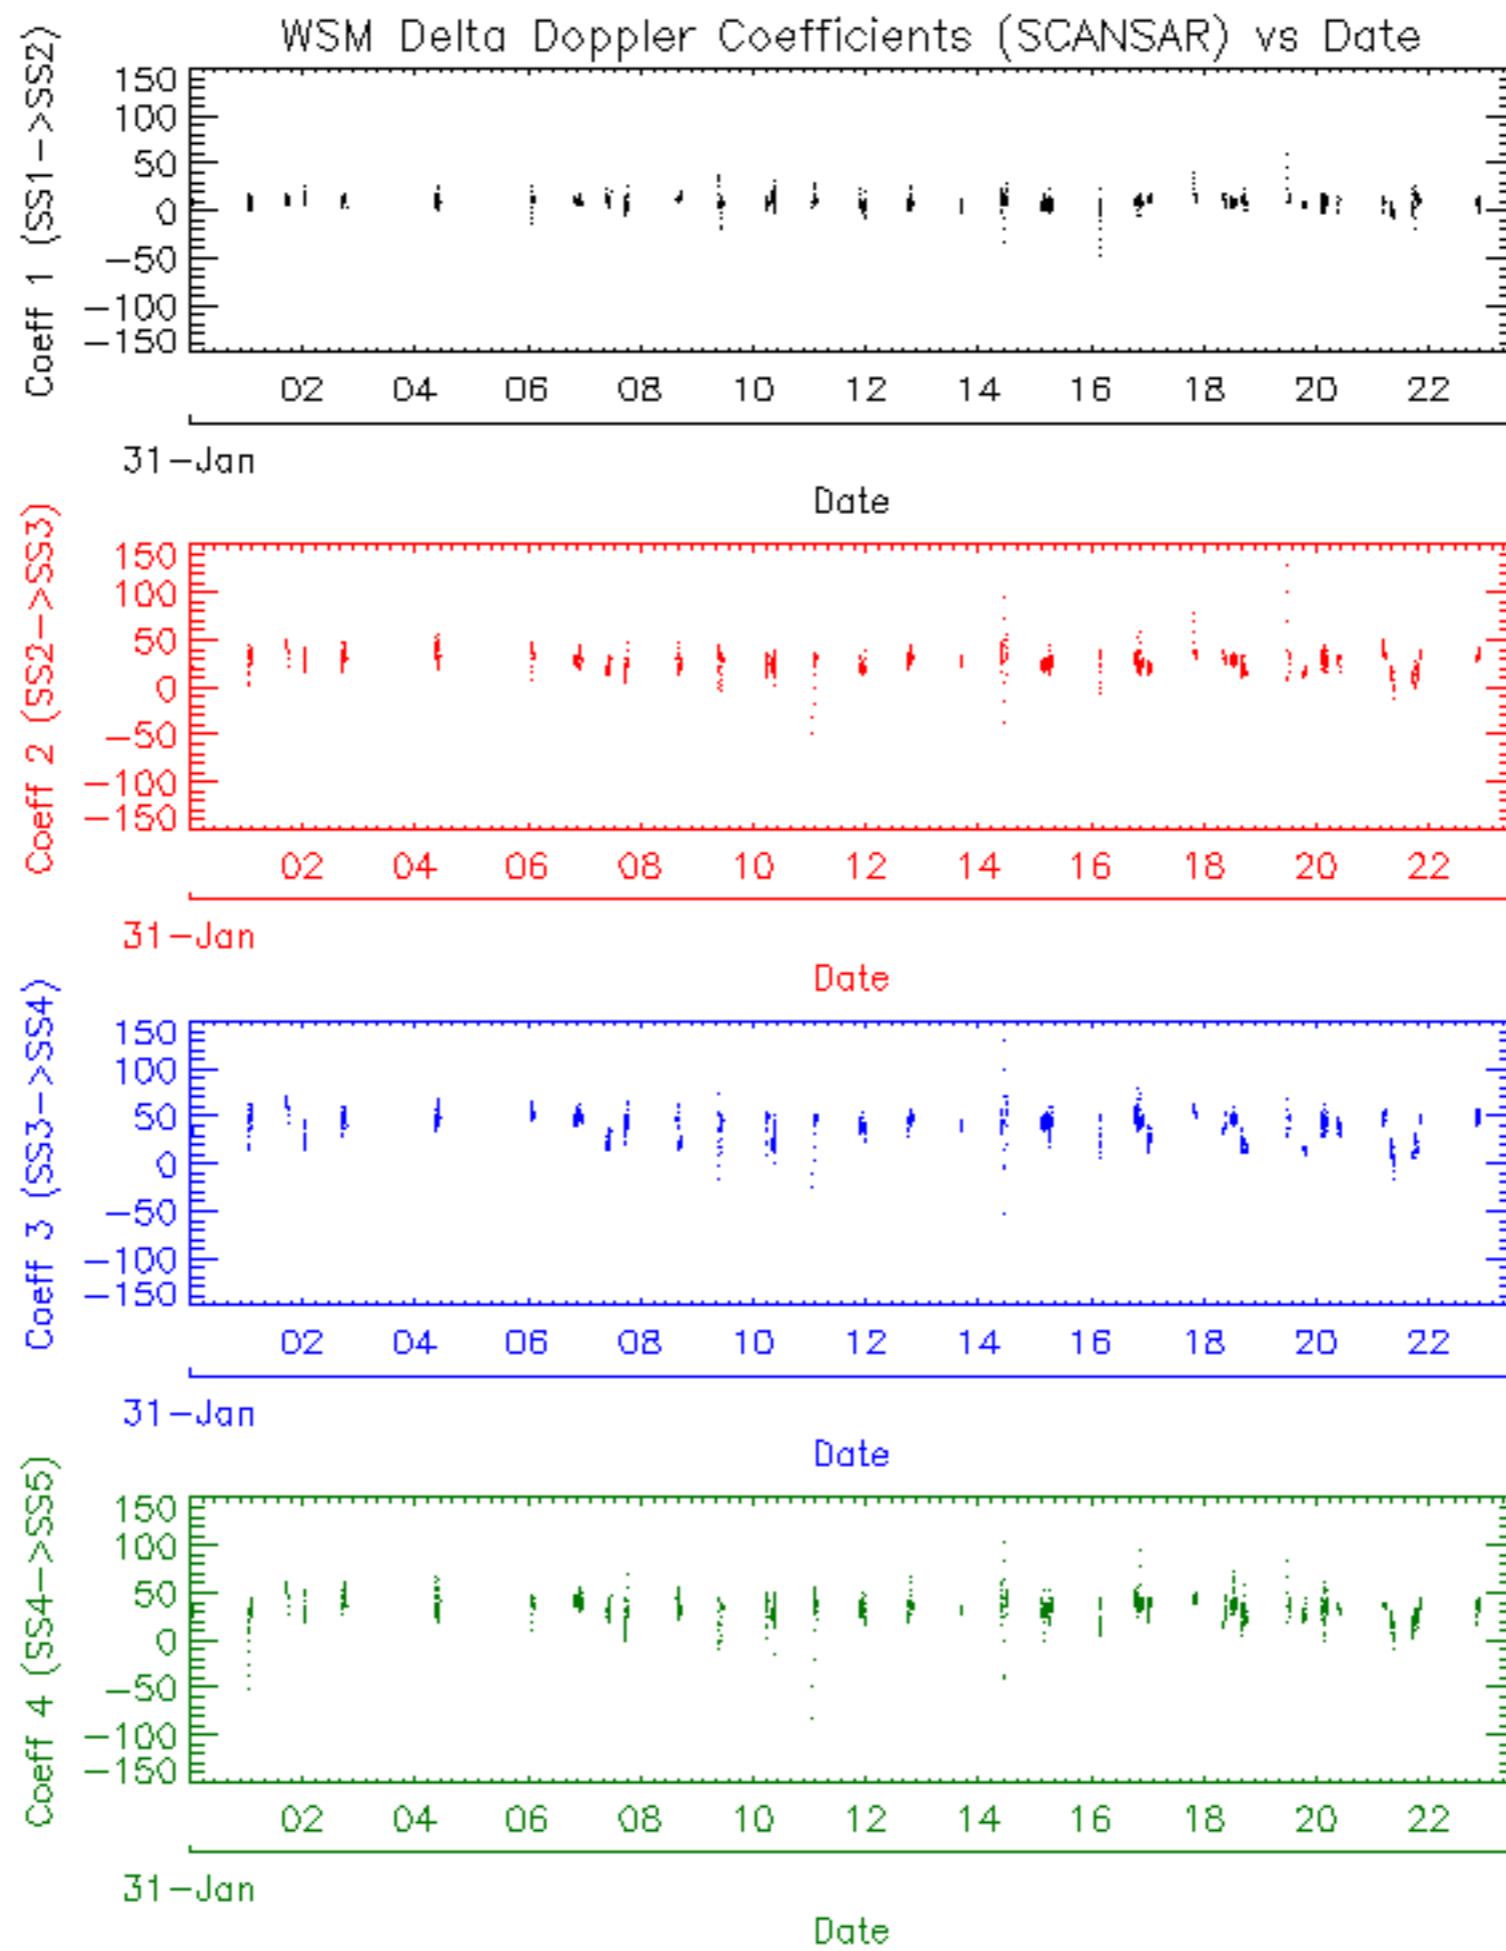 WSM Delta Doppler Coefficients (SCANSAR) vs Date
Coeff 1 (SS1->SS2)
150
100
50
0
-50
-100
-150
02 04 06 08 10 12 14 16 18 20 22
31-Jan
Date
Coeff 2 (SS2->SS3)
150
100
50
0
-50
-100
-150
02 04 06 08 10 12 14 16 18 20 22
31-Jan
Date
Coeff 3 (SS3->SS4)
150
100
50
0
-50
-100
-150
02 04 06 08 10 12 14 16 18 20 22
31-Jan
Date
Coeff 4 (SS4->SS5)
150
100
50
0
-50
-100
-150
02 04 06 08 10 12 14 16 18 20 22
31-Jan
Date